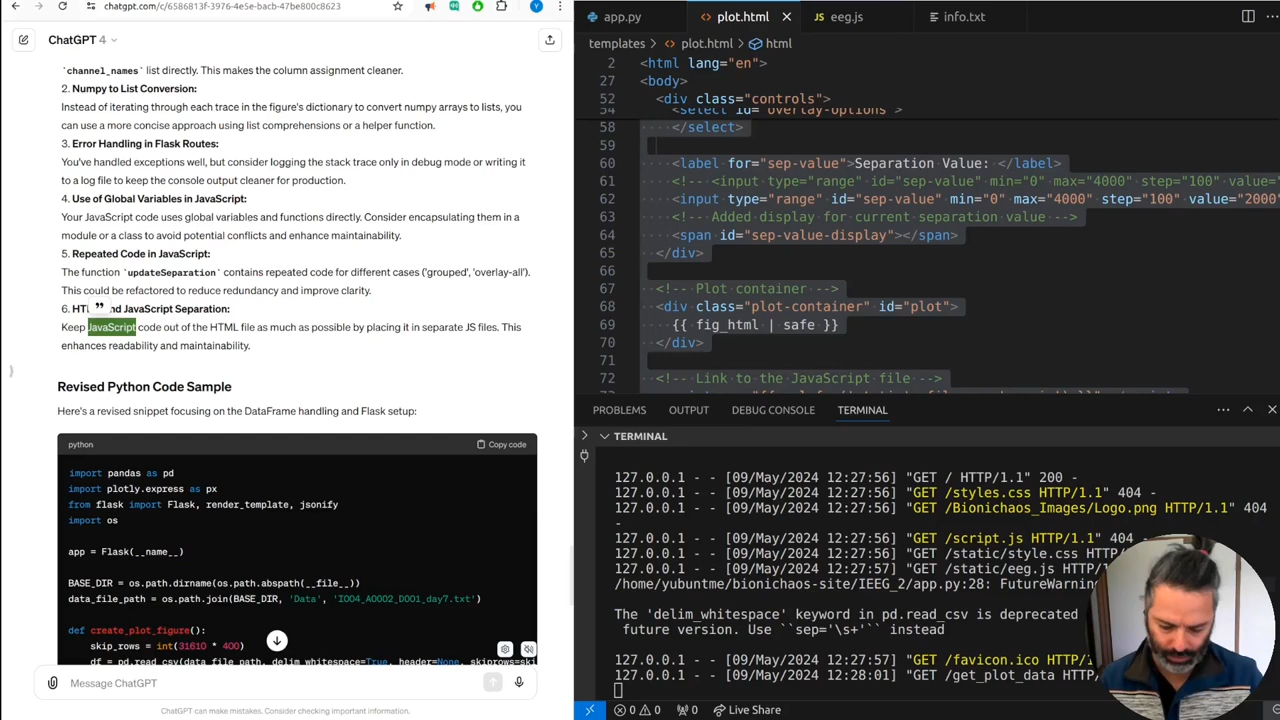 chatgpt.com/c/6586813f-3976-4e5e-bacb-47be800c8623
ChatGPT 4
`channel_names` list directly. This makes the column assignment cleaner.
2. Numpy to List Conversion:
Instead of iterating through each trace in the figure's dictionary to convert numpy arrays to lists, you
can use a more concise approach using list comprehensions or a helper function.
3. Error Handling in Flask Routes:
You've handled exceptions well, but consider logging the stack trace only in debug mode or writing it
to a log file to keep the console output cleaner for production.
4. Use of Global Variables in JavaScript:
Your JavaScript code uses global variables and functions directly. Consider encapsulating them in a
module or a class to avoid potential conflicts and enhance maintainability.
5. Repeated Code in JavaScript:
The function `updateSeparation` contains repeated code for different cases ('grouped', 'overlay-all').
This could be refactored to reduce redundancy and improve clarity.
6. nd JavaScript Separation:
Keep JavaScript code out of the HTML file as much as possible by placing it in separate JS files. This
enhances readability and maintainability.
Revised Python Code Sample
Here's a revised snippet focusing on the DataFrame handling and Flask setup:
python Copy code
import pandas as pd
import plotly.express as px
from flask import Flask, render_template, jsonify
import os
app = Flask(__name__)
BASE_DIR = os.path.dirname(os.path.abspath(__file__))
data_file_path = os.path.join(BASE_DIR, 'Data', 'I004_A0002_D001_day7.txt')
def create_plot_figure():
skip_rows = int(31610 * 400)
df = pd.read_csv(data_file_path, delim_whitespace=True, header=None, skiprows=sk
Message ChatGPT
ChatGPT can make mistakes. Consider checking important information.
app.py plot.html eeg.js info.txt
templates > plot.html > html
2 <html lang="en">
27 <body>
52 <div class="controls">
54 <select id="overlay-options">
58 </select>
59
60 <label for="sep-value">Separation Value: </label>
61 <!-- <input type="range" id="sep-value" min="0" max="4000" step="100" value="
62 <input type="range" id="sep-value" min="0" max="4000" step="100" value="2000"
63 <!-- Added display for current separation value -->
64 <span id="sep-value-display"></span>
65 </div>
66
67 <!-- Plot container -->
68 <div class="plot-container" id="plot">
69 {{ fig_html | safe }}
70 </div>
71
72 <!-- Link to the JavaScript file -->
PROBLEMS OUTPUT DEBUG CONSOLE TERMINAL
TERMINAL
127.0.0.1 - - [09/May/2024 12:27:56] "GET / HTTP/1.1" 200 -
127.0.0.1 - - [09/May/2024 12:27:56] "GET /styles.css HTTP/1.1" 404 -
127.0.0.1 - - [09/May/2024 12:27:56] "GET /Bionichaos_Images/Logo.png HTTP/1.1" 404
-
127.0.0.1 - - [09/May/2024 12:27:56] "GET /script.js HTTP/1.1" 404 -
127.0.0.1 - - [09/May/2024 12:27:56] "GET /static/style.css HTTP/1
127.0.0.1 - - [09/May/2024 12:27:56] "GET /static/eeg.js HTTP/1
/home/yubuntme/bionichaos-site/IEEG_2/app.py:28: FutureWarning
The 'delim_whitespace' keyword in pd.read_csv is deprecated
future version. Use ``sep='\s+'`` instead
127.0.0.1 - - [09/May/2024 12:27:57] "GET /favicon.ico HTTP/1
127.0.0.1 - - [09/May/2024 12:28:01] "GET /get_plot_data HTTP/
0 0 0 Live Share